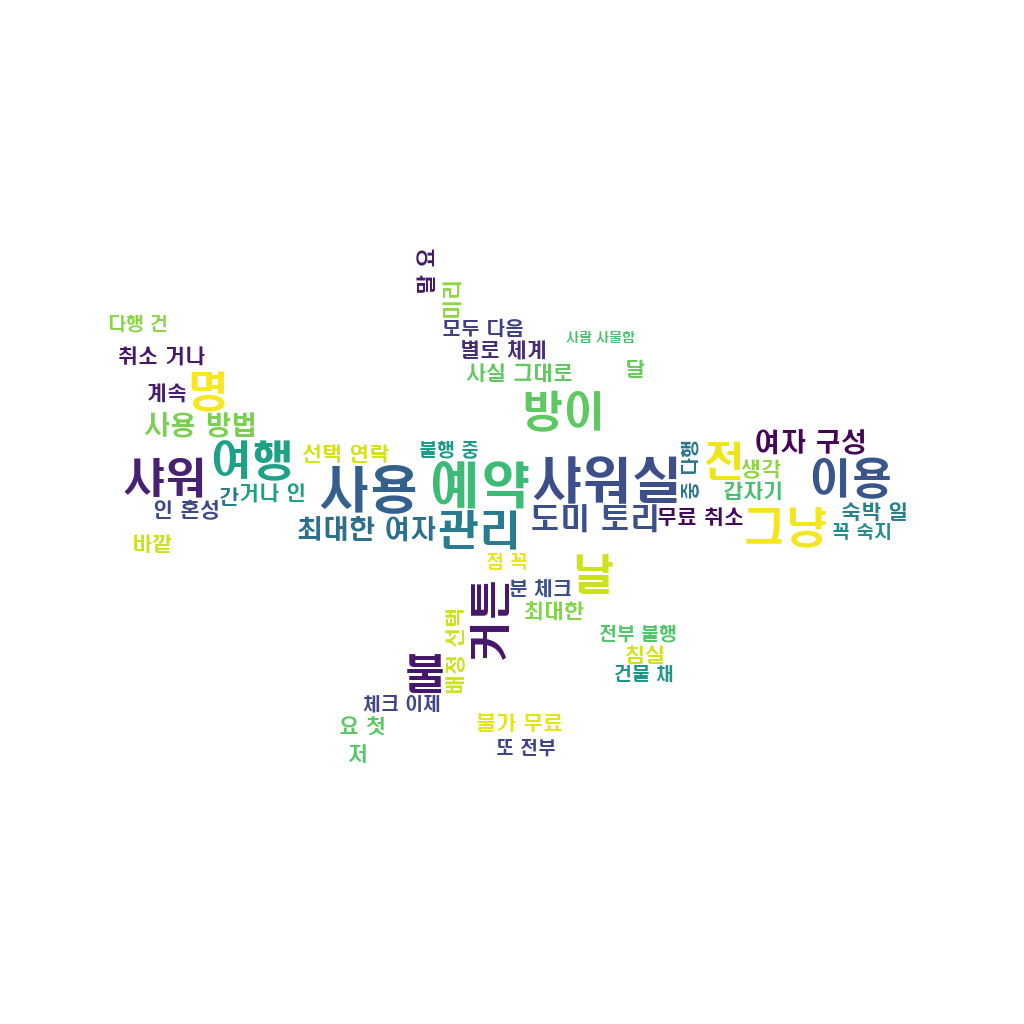 말 요
미리
다행 건
모두 다음
사람 사물함
취소 거나
별로 체계
사실 그대로
달
계속
명
방이
사용 방법
여행
선택 연락
불행 중
중 다행
전
여자 구성
샤워
사용
예약
샤워실
생각
이용
간
거나 인
갑자기
인 혼성
최대한 여자
관리
도미 토리
무료 취소
그냥
숙박 일
꼭 숙지
바깥
점 꼭
날
커튼
분 체크
최대한
배정 선택
전부 불행
침실
물
건물 채
체크 이제
요 첫
불가 무료
또 전부
저